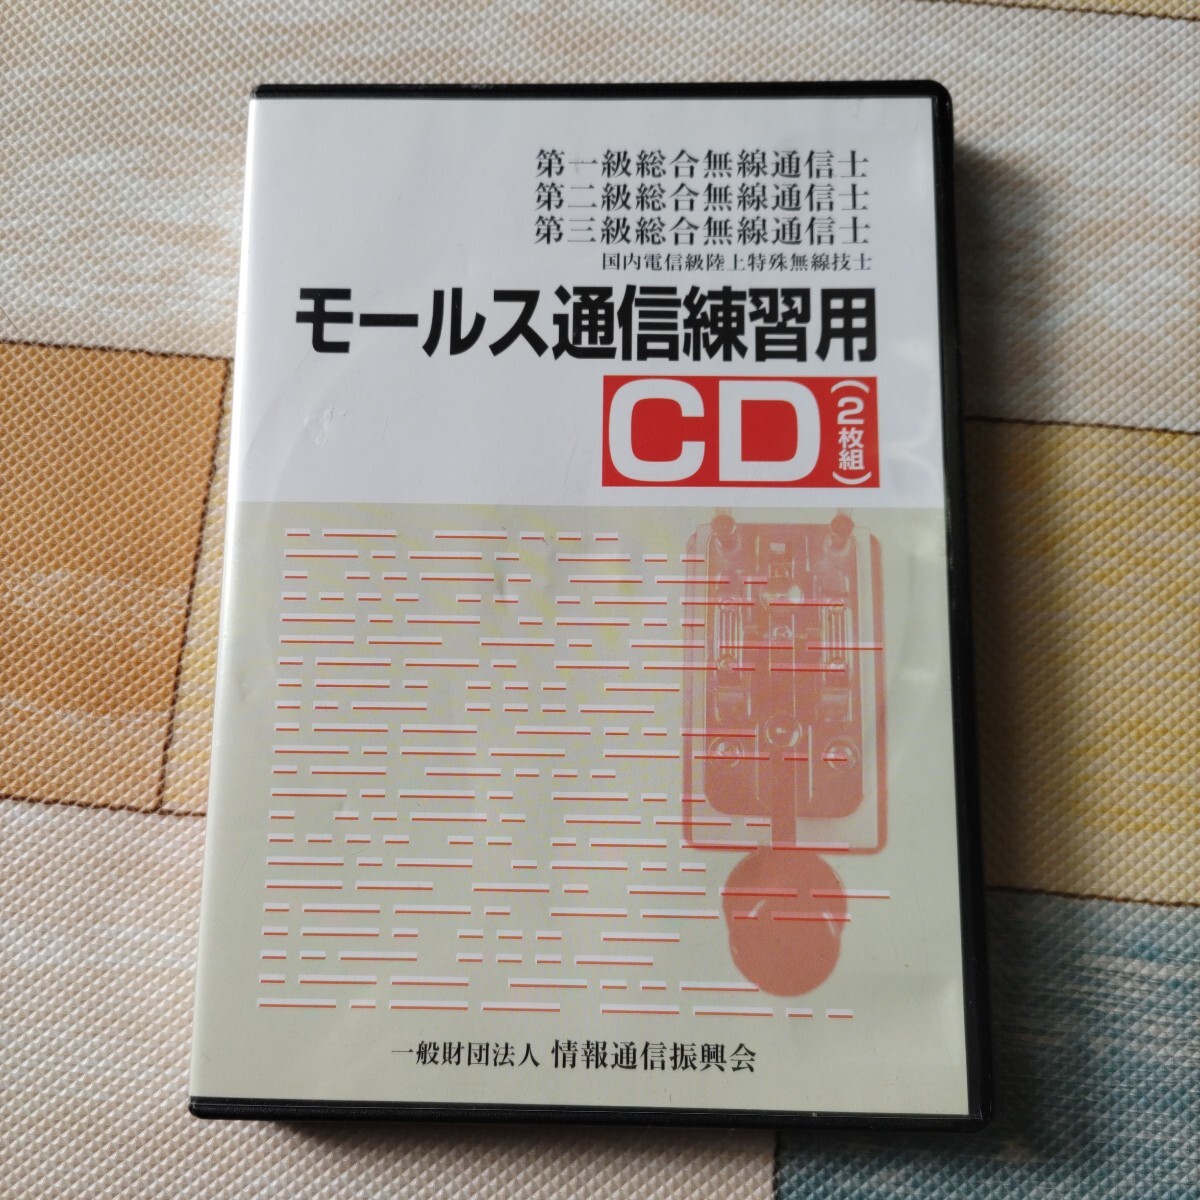 第一級総合無線通信士
第二級総合無線通信士
第三級総合無線通信士
国内電信級陸上特殊無線技士
モールス通信練習用
CD(2枚組)
一般財団法人 情報通信振興会